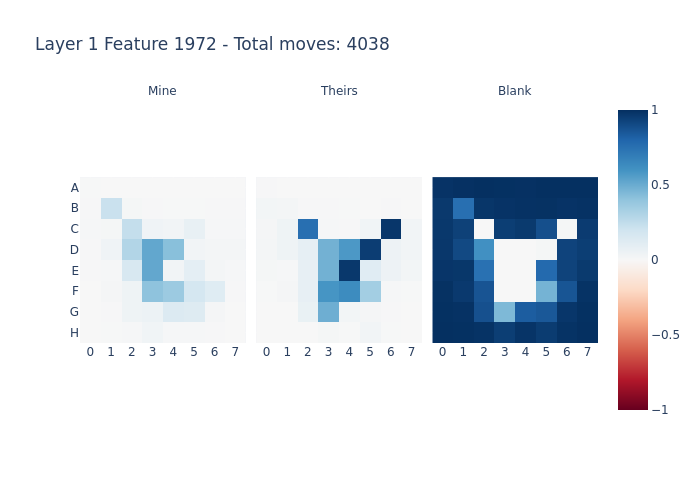 Layer 1 Feature 1972 - Total moves: 4038
Mine Theirs Blank
A
B
C
D
E
F
G
H
0 1 2 3 4 5 6 7 0 1 2 3 4 5 6 7 0 1 2 3 4 5 6 7
1
0.5
0
−0.5
−1